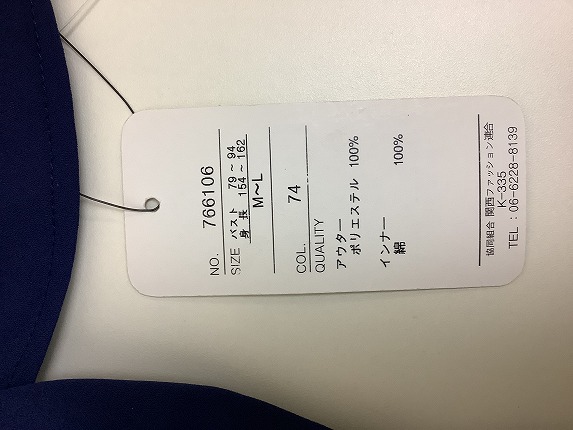 NO. 766106
SIZE バスト 79～94
身長 154～162
M～L
COL. 74
QUALITY
アウター
ポリエステル 100%
インナー
綿 100%
協同組合 関西ファッション連合
K-335
TEL : 06-6228-8139